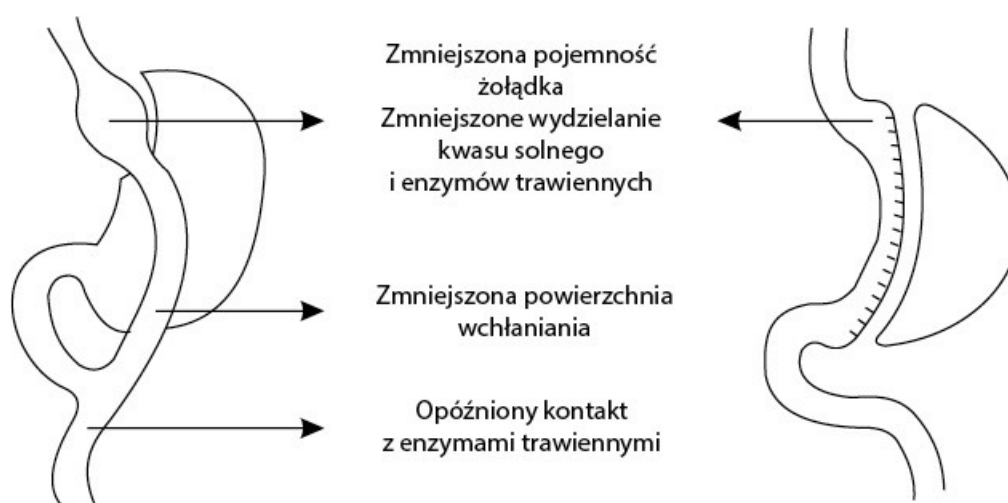 Zmniejszona pojemność
żołądka
Zmniejszone wydzielanie
kwasu solnego
i enzymów trawiennych
Zmniejszona powierzchnia
wchłaniania
Opóźniony kontakt
z enzymami trawiennymi